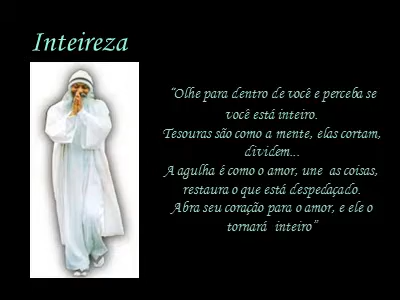 Inteireza
“Olhe para dentro de você e perceba se
você está inteiro.
Tesouras são como a mente, elas cortam,
dividem...
A agulha é como o amor, une as coisas,
restaura o que está despedaçado.
Abra seu coração para o amor, e ele o
tornará inteiro”